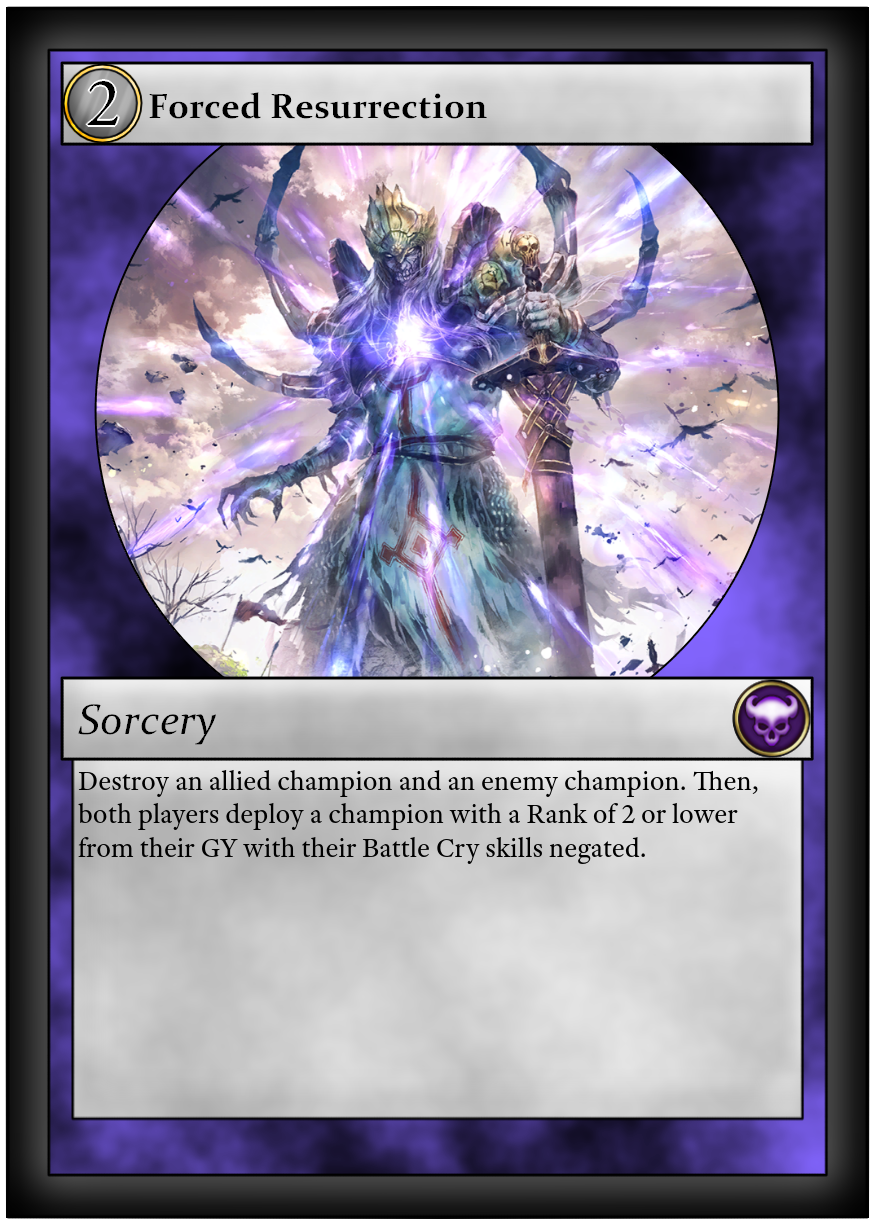 2 Forced Resurrection
Sorcery
Destroy an allied champion and an enemy champion. Then,
both players deploy a champion with a Rank of 2 or lower
from their GY with their Battle Cry skills negated.